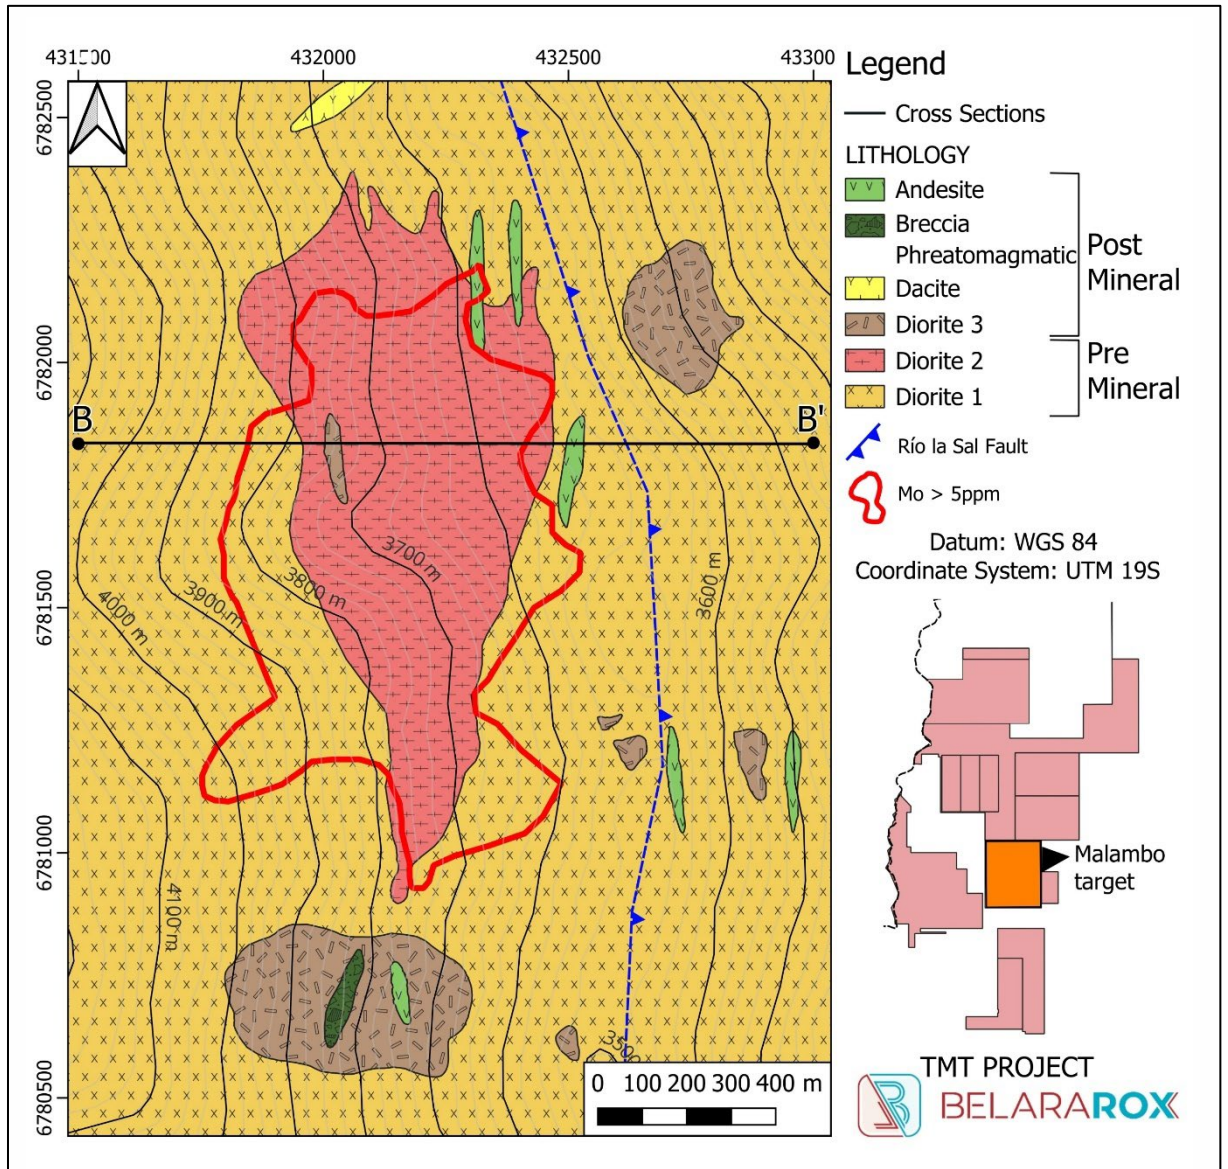 431500 432000 432500 43300
Legend
Cross Sections
LITHOLOGY
Andesite
Breccia
Phreatomagmatic
Dacite
Diorite 3
Diorite 2
Diorite 1
Post
Mineral
Pre
Mineral
Río la Sal Fault
Mo > 5ppm
Datum: WGS 84
Coordinate System: UTM 19S
Malambo
target
TMT PROJECT
BELARAROX
6782500
6782000
6781500
6781000
6780500
B
B'
3700 m
3800 m
3900 m
4000 m
3600 m
4100 m
0 100 200 300 400 m